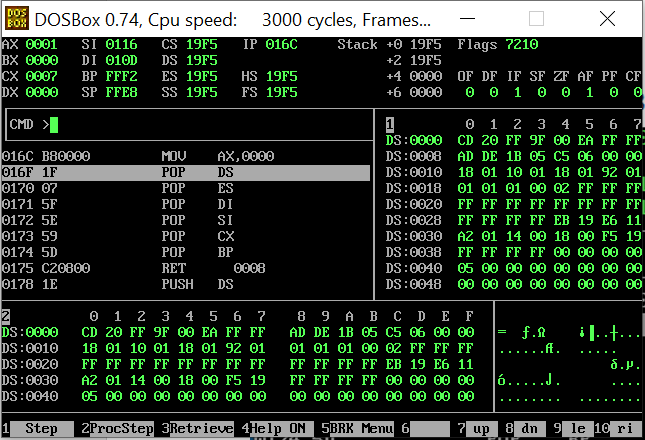 DOSBox 0.74, Cpu speed: 3000 cycles, Frames...
AX 0001 SI 0116 CS 19F5 IP 016C Stack +0 19F5 Flags 7210
BX 0000 DI 010D DS 19F5 +2 19F5
CX 0007 BP FFF2 ES 19F5 HS 19F5 +4 0000 OF DF IF SF ZF AF PF CF
DX 0000 SP FFE8 SS 19F5 FS 19F5 +6 0000 0 0 1 0 0 1 0 0
CMD >
1 0 1 2 3 4 5 6 7
DS:0000 CD 20 FF 9F 00 EA FF FF
DS:0008 AD DE 1B 05 C5 06 00 00
DS:0010 18 01 10 01 18 01 92 01
DS:0018 01 01 01 00 02 FF FF FF
DS:0020 FF FF FF FF FF FF FF FF
DS:0028 FF FF FF FF EB 19 E6 11
DS:0030 A2 01 14 00 18 00 F5 19
DS:0038 FF FF FF FF 00 00 00 00
DS:0040 05 00 00 00 00 00 00 00
DS:0048 00 00 00 00 00 00 00 00
016C B80000 MOV AX,0000
016F 1F POP DS
0170 07 POP ES
0171 5F POP DI
0172 5E POP SI
0173 59 POP CX
0174 5D POP BP
0175 C20800 RET 0008
0178 1E PUSH DS
2 0 1 2 3 4 5 6 7 8 9 A B C D E F
DS:0000 CD 20 FF 9F 00 EA FF FF AD DE 1B 05 C5 06 00 00
DS:0010 18 01 10 01 18 01 92 01 01 01 01 00 02 FF FF FF
DS:0020 FF FF FF FF FF FF FF FF FF FF FF FF EB 19 E6 11
DS:0030 A2 01 14 00 18 00 F5 19 FF FF FF FF 00 00 00 00
DS:0040 05 00 00 00 00 00 00 00 00 00 00 00 00 00 00 00
= ƒ.Ω ¡▐..┼...
.......Æ. .....
δ.µ.
ó.....⌡. ....
................
1 Step 2ProcStep 3Retrieve 4Help ON 5BRK Menu 6 7 up 8 dn 9 le 10 ri